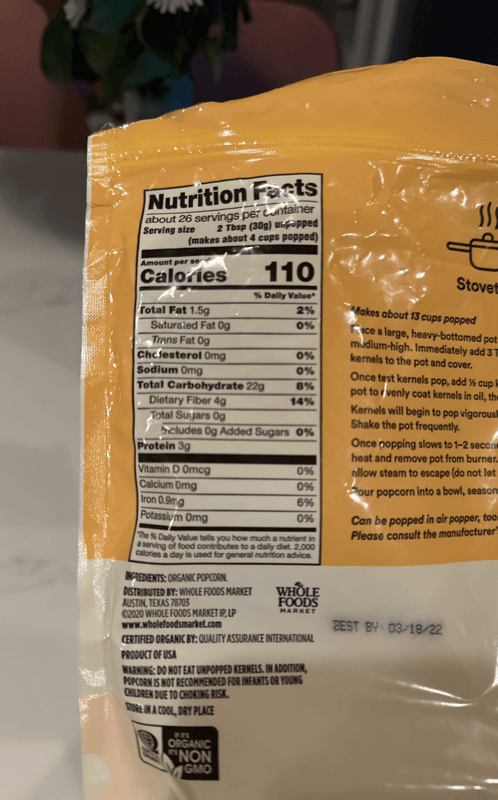 Nutrition Facts
about 26 servings per container
Serving size 2 Tbsp (30g) unpopped
(makes about 4 cups popped)
Amount per
Calories 110
% Daily Value*
Total Fat 1.5g 2%
Saturated Fat 0g 0%
Trans Fat 0g
Cholesterol 0mg 0%
Sodium 0mg 0%
Total Carbohydrate 22g 8%
Dietary Fiber 4g 14%
Total Sugars 0g
Includes 0g Added Sugars 0%
Protein 3g
Vitamin D 0mcg 0%
Calcium 0mg 0%
Iron 0.9mg 6%
Potassium 0mg 0%
*The % Daily Value tells you how much a nutrient in
a serving of food contributes to a daily diet. 2,000
calories a day is used for general nutrition advice.
INGREDIENTS: ORGANIC POPCORN.
DISTRIBUTED BY: WHOLE FOODS MARKET
AUSTIN, TEXAS 78703
©2020 WHOLE FOODS MARKET IP, LP
www.wholefoodsmarket.com
CERTIFIED ORGANIC BY: QUALITY ASSURANCE INTERNATIONAL
PRODUCT OF USA
WARNING: DO NOT EAT UNPOPPED KERNELS. IN ADDITION,
POPCORN IS NOT RECOMMENDED FOR INFANTS OR YOUNG
CHILDREN DUE TO CHOKING RISK.
STORE IN A COOL, DRY PLACE
IF IT'S
ORGANIC
IT'S NON
GMO
WHOLE
FOODS
MARKET
BEST BY: 03/18/22
Stovet
Makes about 13 cups popped
Place a large, heavy-bottomed pot
medium-high. Immediately add 3 T
kernels to the pot and cover.
Once test kernels pop, add ½ cup k
pot to evenly coat kernels in oil, the
Kernels will begin to pop vigorousl
Shake the pot frequently.
Once popping slows to 1-2 secon
heat and remove pot from burner.
allow steam to escape (do not let
Pour popcorn into a bowl, season
Can be popped in air popper, too
Please consult the manufacturer'